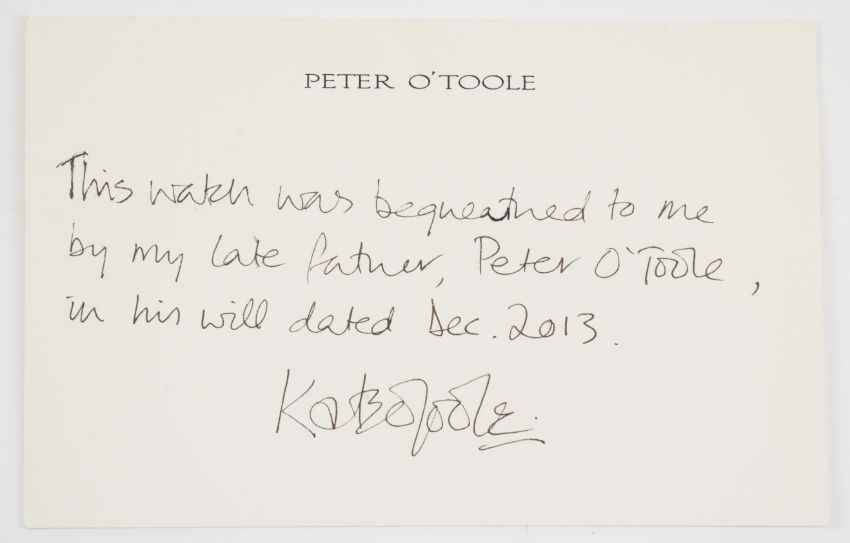 PETER O'TOOLE
This watch was bequeathed to me
by my late father, Peter O'Toole,
in his will dated Dec. 2013.
Kate O'Toole.